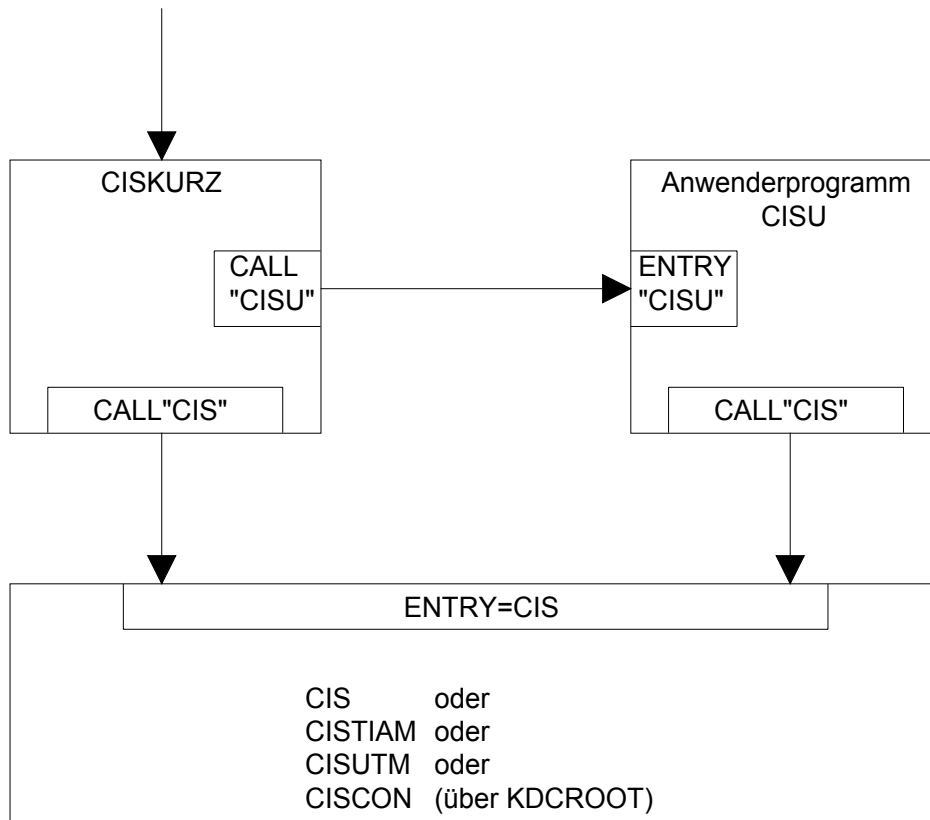 CISKURZ
Anwenderprogramm
CISU
CALL
"CISU"
ENTRY
"CISU"
CALL"CIS"
CALL"CIS"
ENTRY=CIS
CIS oder
CISTIAM oder
CISUTM oder
CISCON (über KDCROOT)